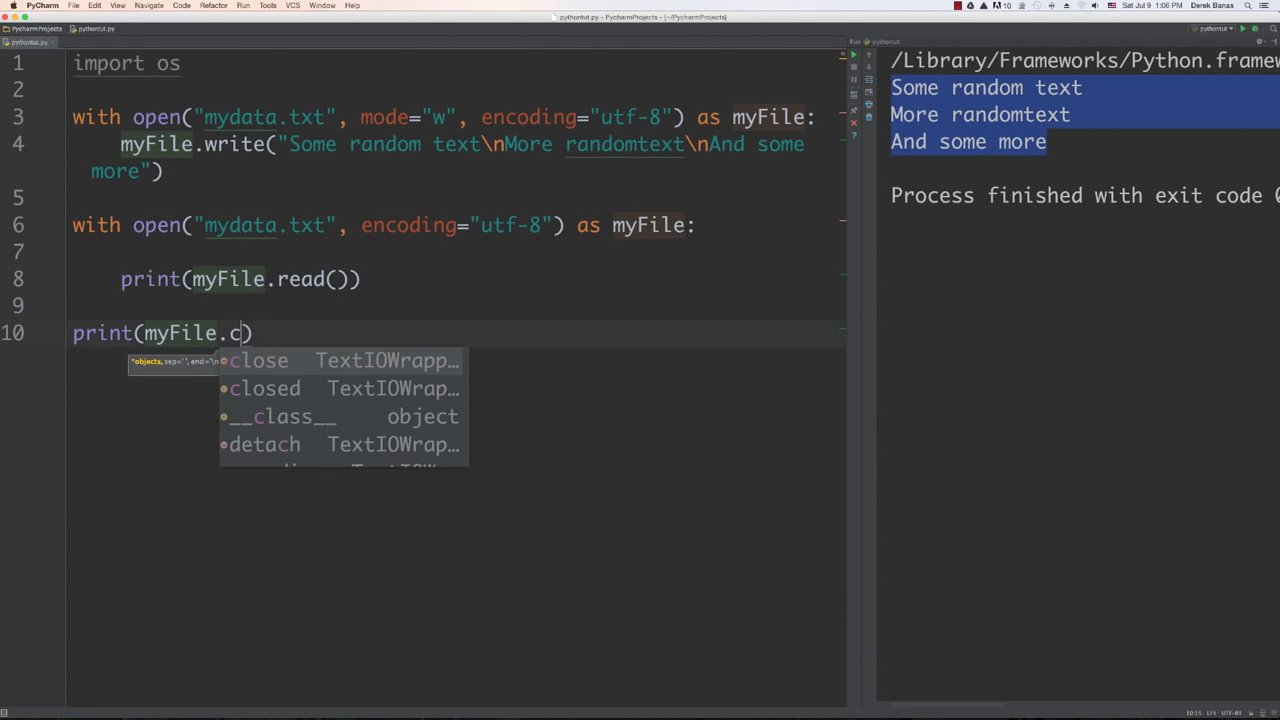 PyCharm File Edit View Navigate Code Refactor Run Tools VCS Window Help 10 Sat Jul 9 1:06 PM Derek Banas
pythontut.py - PycharmProjects - [~/PycharmProjects]
PycharmProjects pythontut.py pythontut
pythontut.py
Run pythontut
1 import os
2
3 with open("mydata.txt", mode="w", encoding="utf-8") as myFile:
4 myFile.write("Some random text\nMore randomtext\nAnd some
more")
5
6 with open("mydata.txt", encoding="utf-8") as myFile:
7
8 print(myFile.read())
9
10 print(myFile.c)
*objects, sep=' ', end='\n
close TextIOWrapp…
closed TextIOWrap…
__class__ object
detach TextIOWrap…
/Library/Frameworks/Python.framew
Some random text
More randomtext
And some more
Process finished with exit code
10:15 LF‡ UTF-8‡